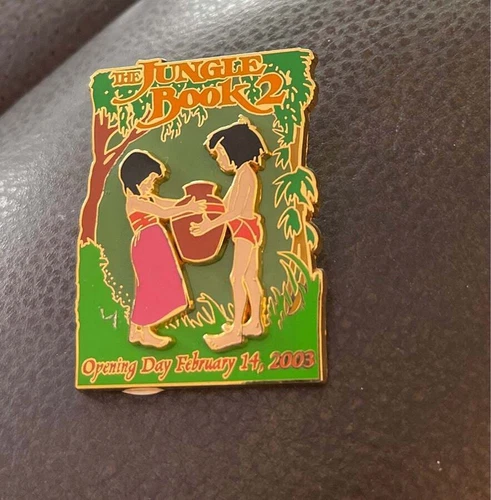 THE JUNGLE
BOOK 2
Opening Day February 14, 2003